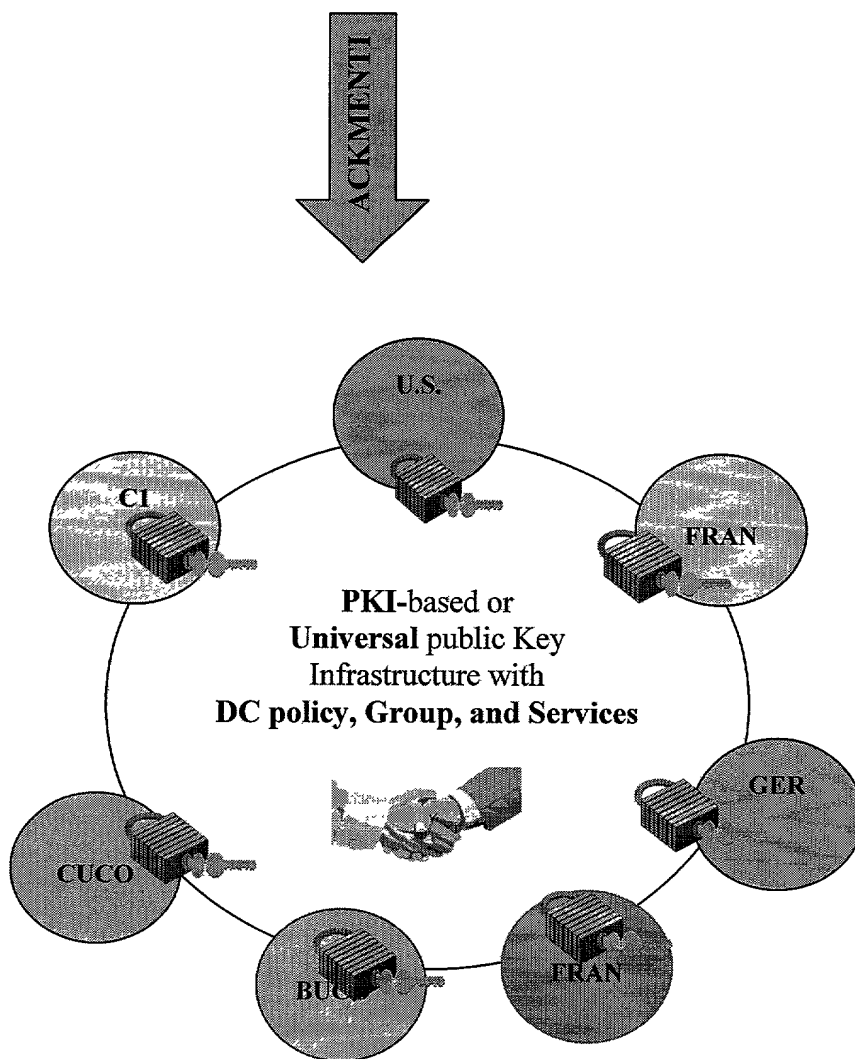 ACKMENTI
U.S.
CI
FRAN
PKI-based or
Universal public Key
Infrastructure with
DC policy, Group, and Services
GER
CUCO
FRAN